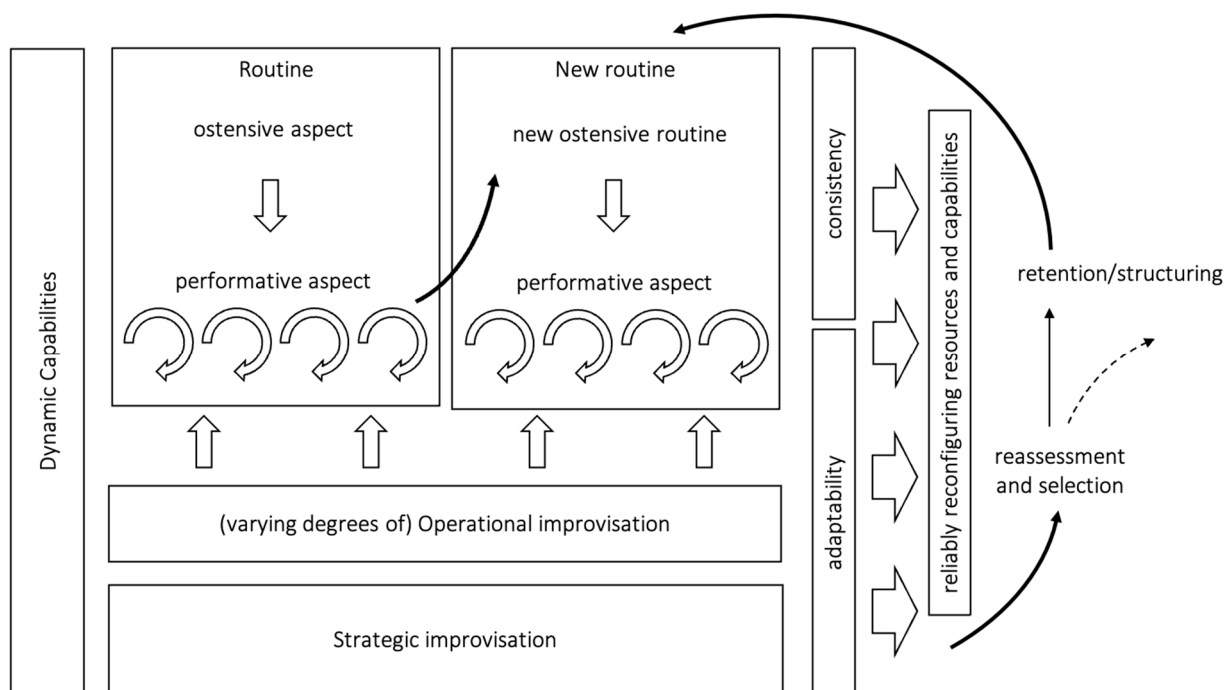 Dynamic Capabilities
Routine
ostensive aspect
performative aspect
New routine
new ostensive routine
performative aspect
(varying degrees of) Operational improvisation
Strategic improvisation
consistency
adaptability
reliably reconfiguring resources and capabilities
retention/structuring
reassessment
and selection